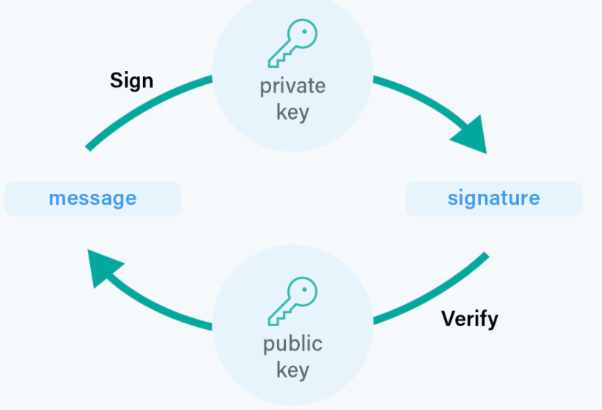 Sign
private
key
message
signature
public
key
Verify